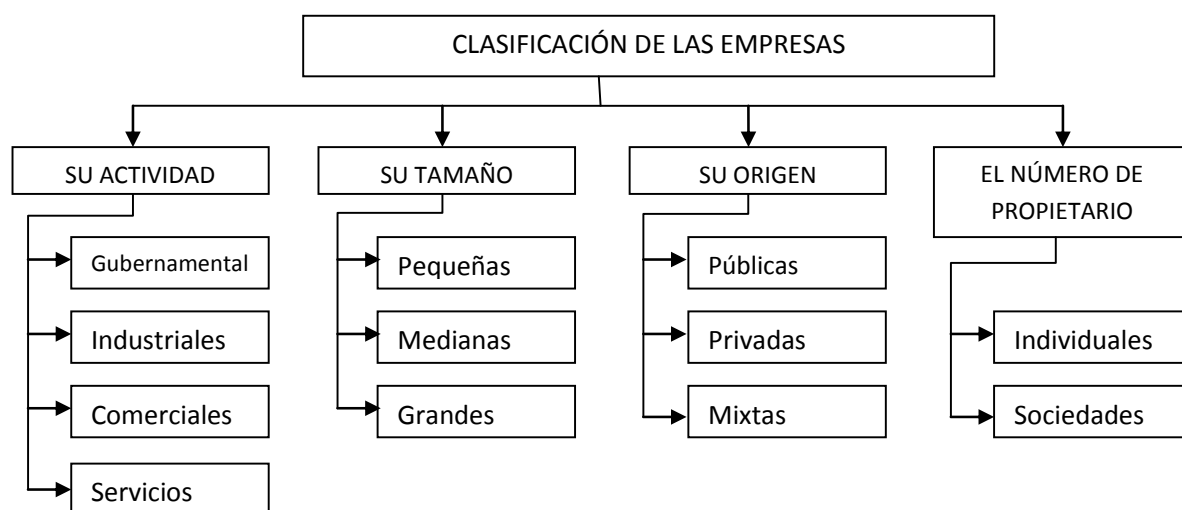 CLASIFICACIÓN DE LAS EMPRESAS
SU ACTIVIDAD
Gubernamental
Industriales
Comerciales
Servicios
SU TAMAÑO
Pequeñas
Medianas
Grandes
SU ORIGEN
Públicas
Privadas
Mixtas
EL NÚMERO DE
PROPIETARIO
Individuales
Sociedades